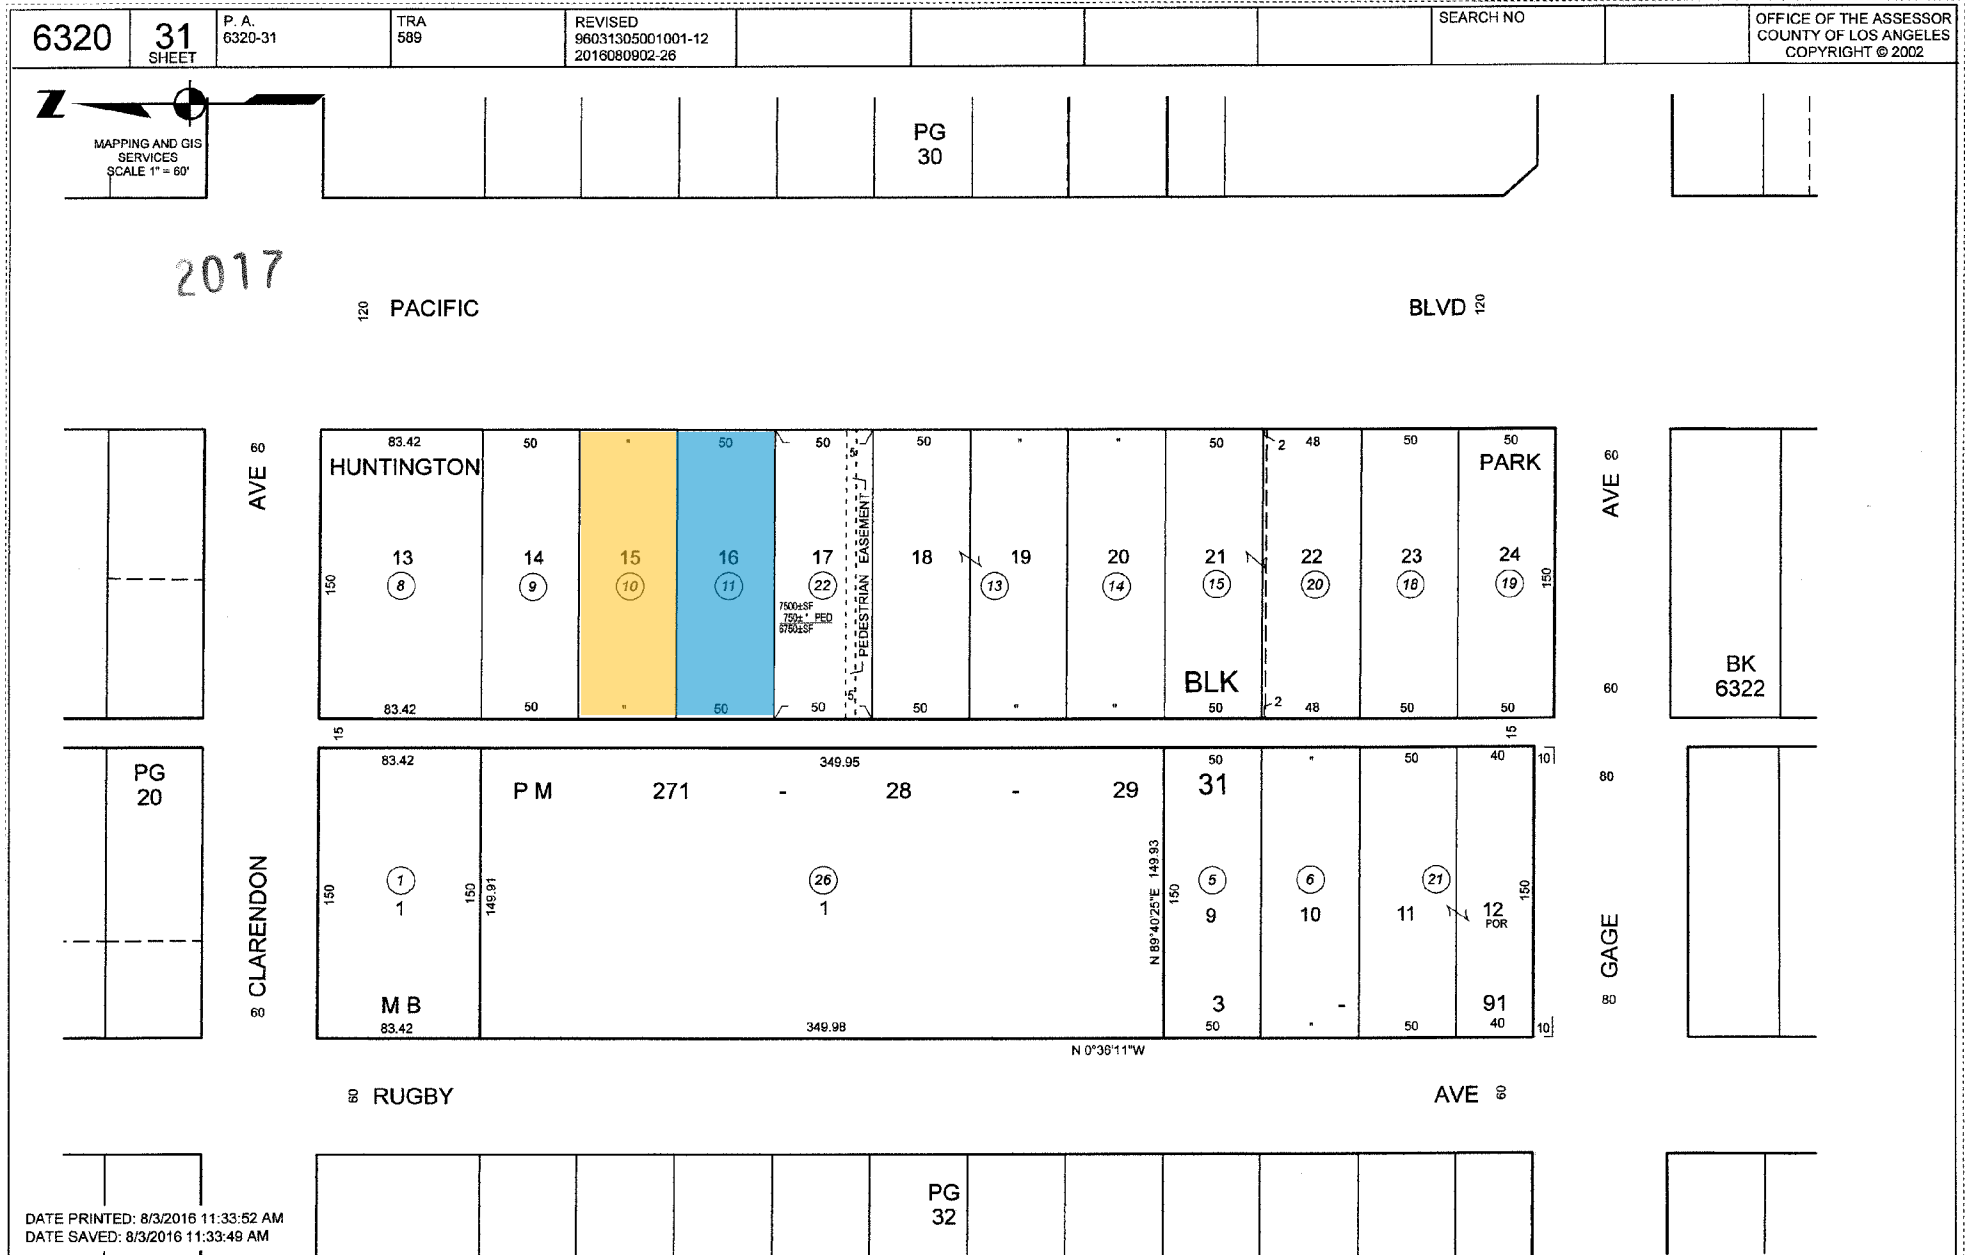 6320
31
SHEET
P. A.
6320-31
TRA
589
REVISED
96031305001001-12
2016080902-26
SEARCH NO
OFFICE OF THE ASSESSOR
COUNTY OF LOS ANGELES
COPYRIGHT © 2002
Z
MAPPING AND GIS
SERVICES
SCALE 1" = 60'
PG
30
2017
120 PACIFIC
BLVD 120
AVE 60
83.42 50 " 50 50 50 " " 50 2 48 50 50
HUNTINGTON
PARK
AVE 60
5'
PEDESTRIAN EASEMENT
13 14 15 16 17 18 19 20 21 22 23 24
150 8 9 10 11 22 13 14 15 20 18 19 150
7500±SF
750± " PED
6750±SF
BLK
BK
6322
60
5'
83.42 50 " 50 50 50 " " 50 2 48 50 50
15 15
83.42 349.95 50 " 50 40 10
PG
20
P M 271 - 28 - 29 31
80
150 1 150 149.91 26 N 89°40'25"E 149.93 150 5 6 21 150
1 1 9 10 11 12
POR
60 CLARENDON
GAGE 80
M B 3 - 91
83.42 349.98 50 " 50 40 10
N 0°36'11"W
60 RUGBY
AVE 60
PG
32
DATE PRINTED: 8/3/2016 11:33:52 AM
DATE SAVED: 8/3/2016 11:33:49 AM